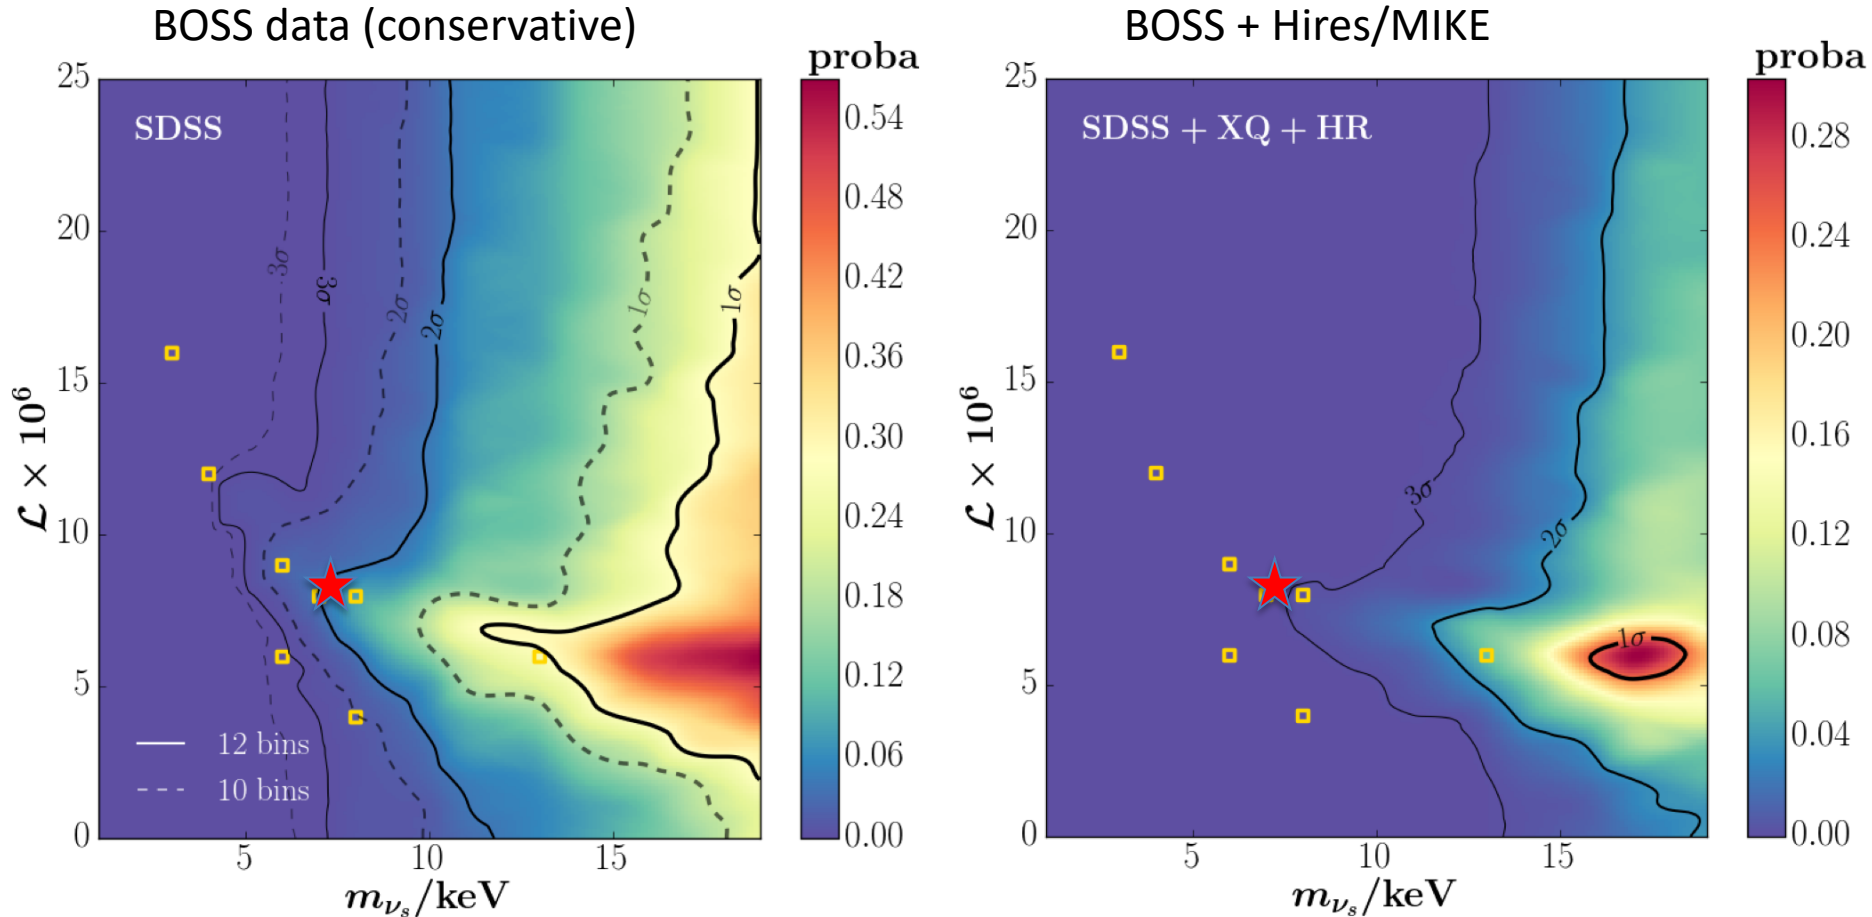 BOSS data (conservative)
BOSS + Hires/MIKE
proba
SDSS
25
20
15
10
5
0
5
10
15
3σ
3σ
2σ
2σ
1σ
1σ
12 bins
10 bins
0.54
0.48
0.42
0.36
0.30
0.24
0.18
0.12
0.06
0.00
ℒ × 10⁶
m_νs/keV
proba
SDSS + XQ + HR
25
20
15
10
5
0
5
10
15
3σ
2σ
1σ
0.28
0.24
0.20
0.16
0.12
0.08
0.04
0.00
ℒ × 10⁶
m_νs/keV